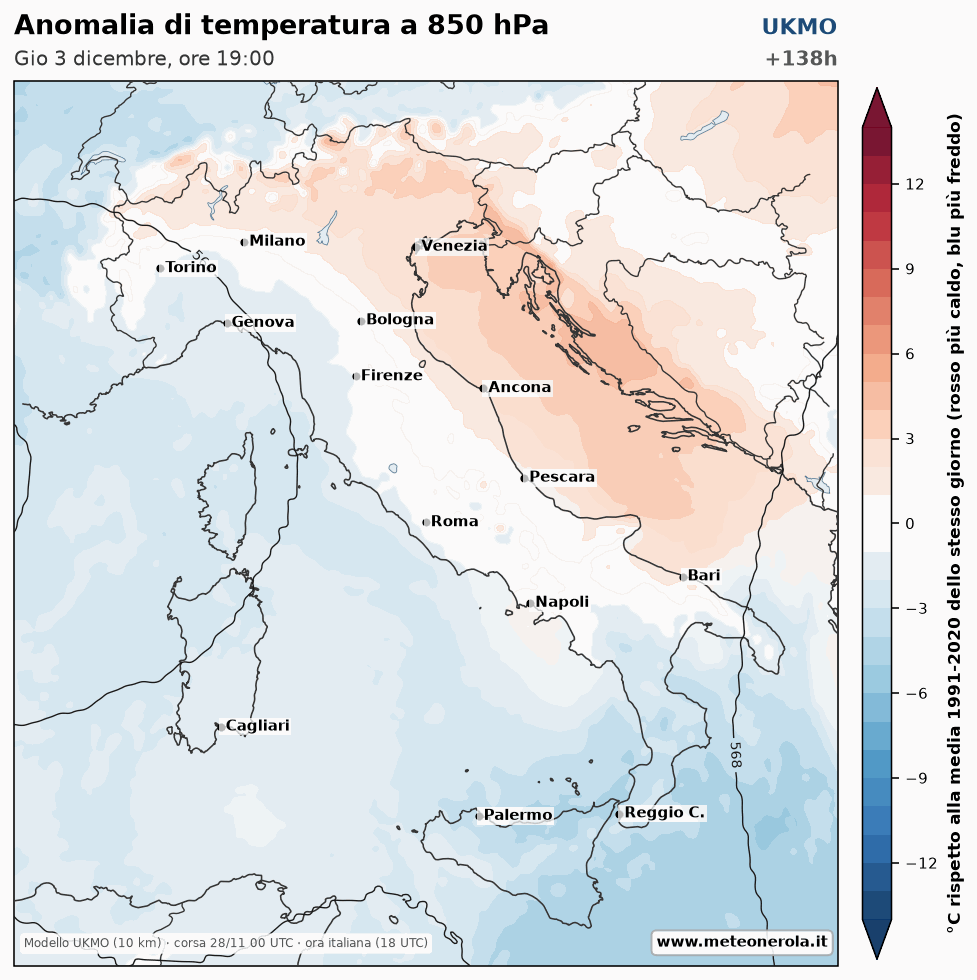 Anomalia di temperatura a 850 hPa
UKMO
Gio 3 dicembre, ore 19:00
+138h
Milano
Venezia
Torino
Genova
Bologna
Firenze
Ancona
Pescara
Roma
Bari
Napoli
Cagliari
568
Palermo
Reggio C.
12
9
6
3
0
−3
−6
−9
−12
°C rispetto alla media 1991-2020 dello stesso giorno (rosso più caldo, blu più freddo)
Modello UKMO (10 km) · corsa 28/11 00 UTC · ora italiana (18 UTC)
www.meteonerola.it